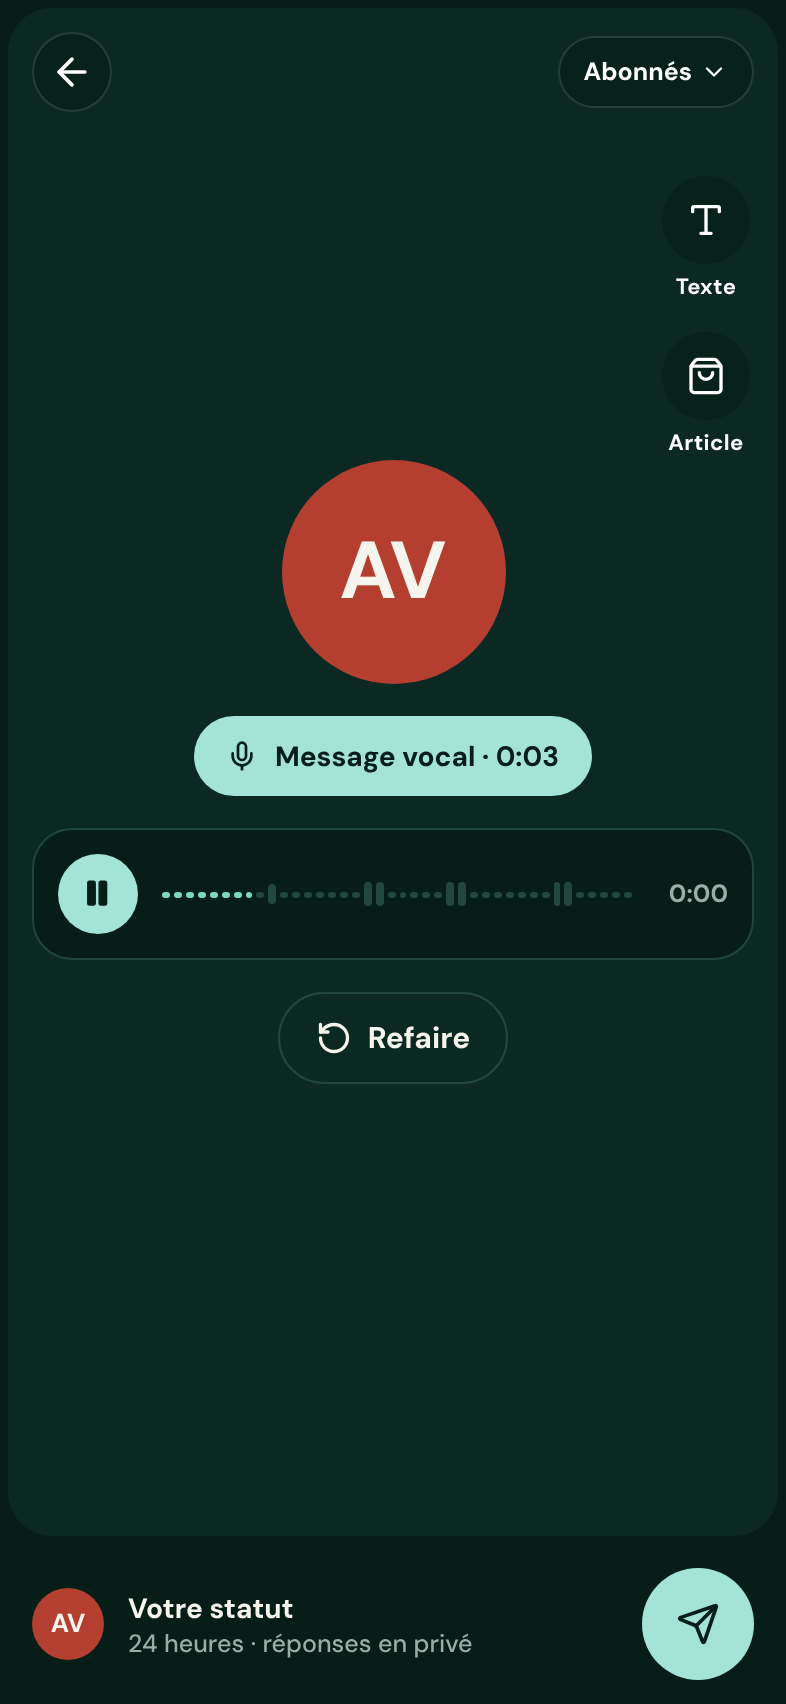 Abonnés
Texte
Article
AV
Message vocal · 0:03
0:00
Refaire
AV
Votre statut
24 heures · réponses en privé